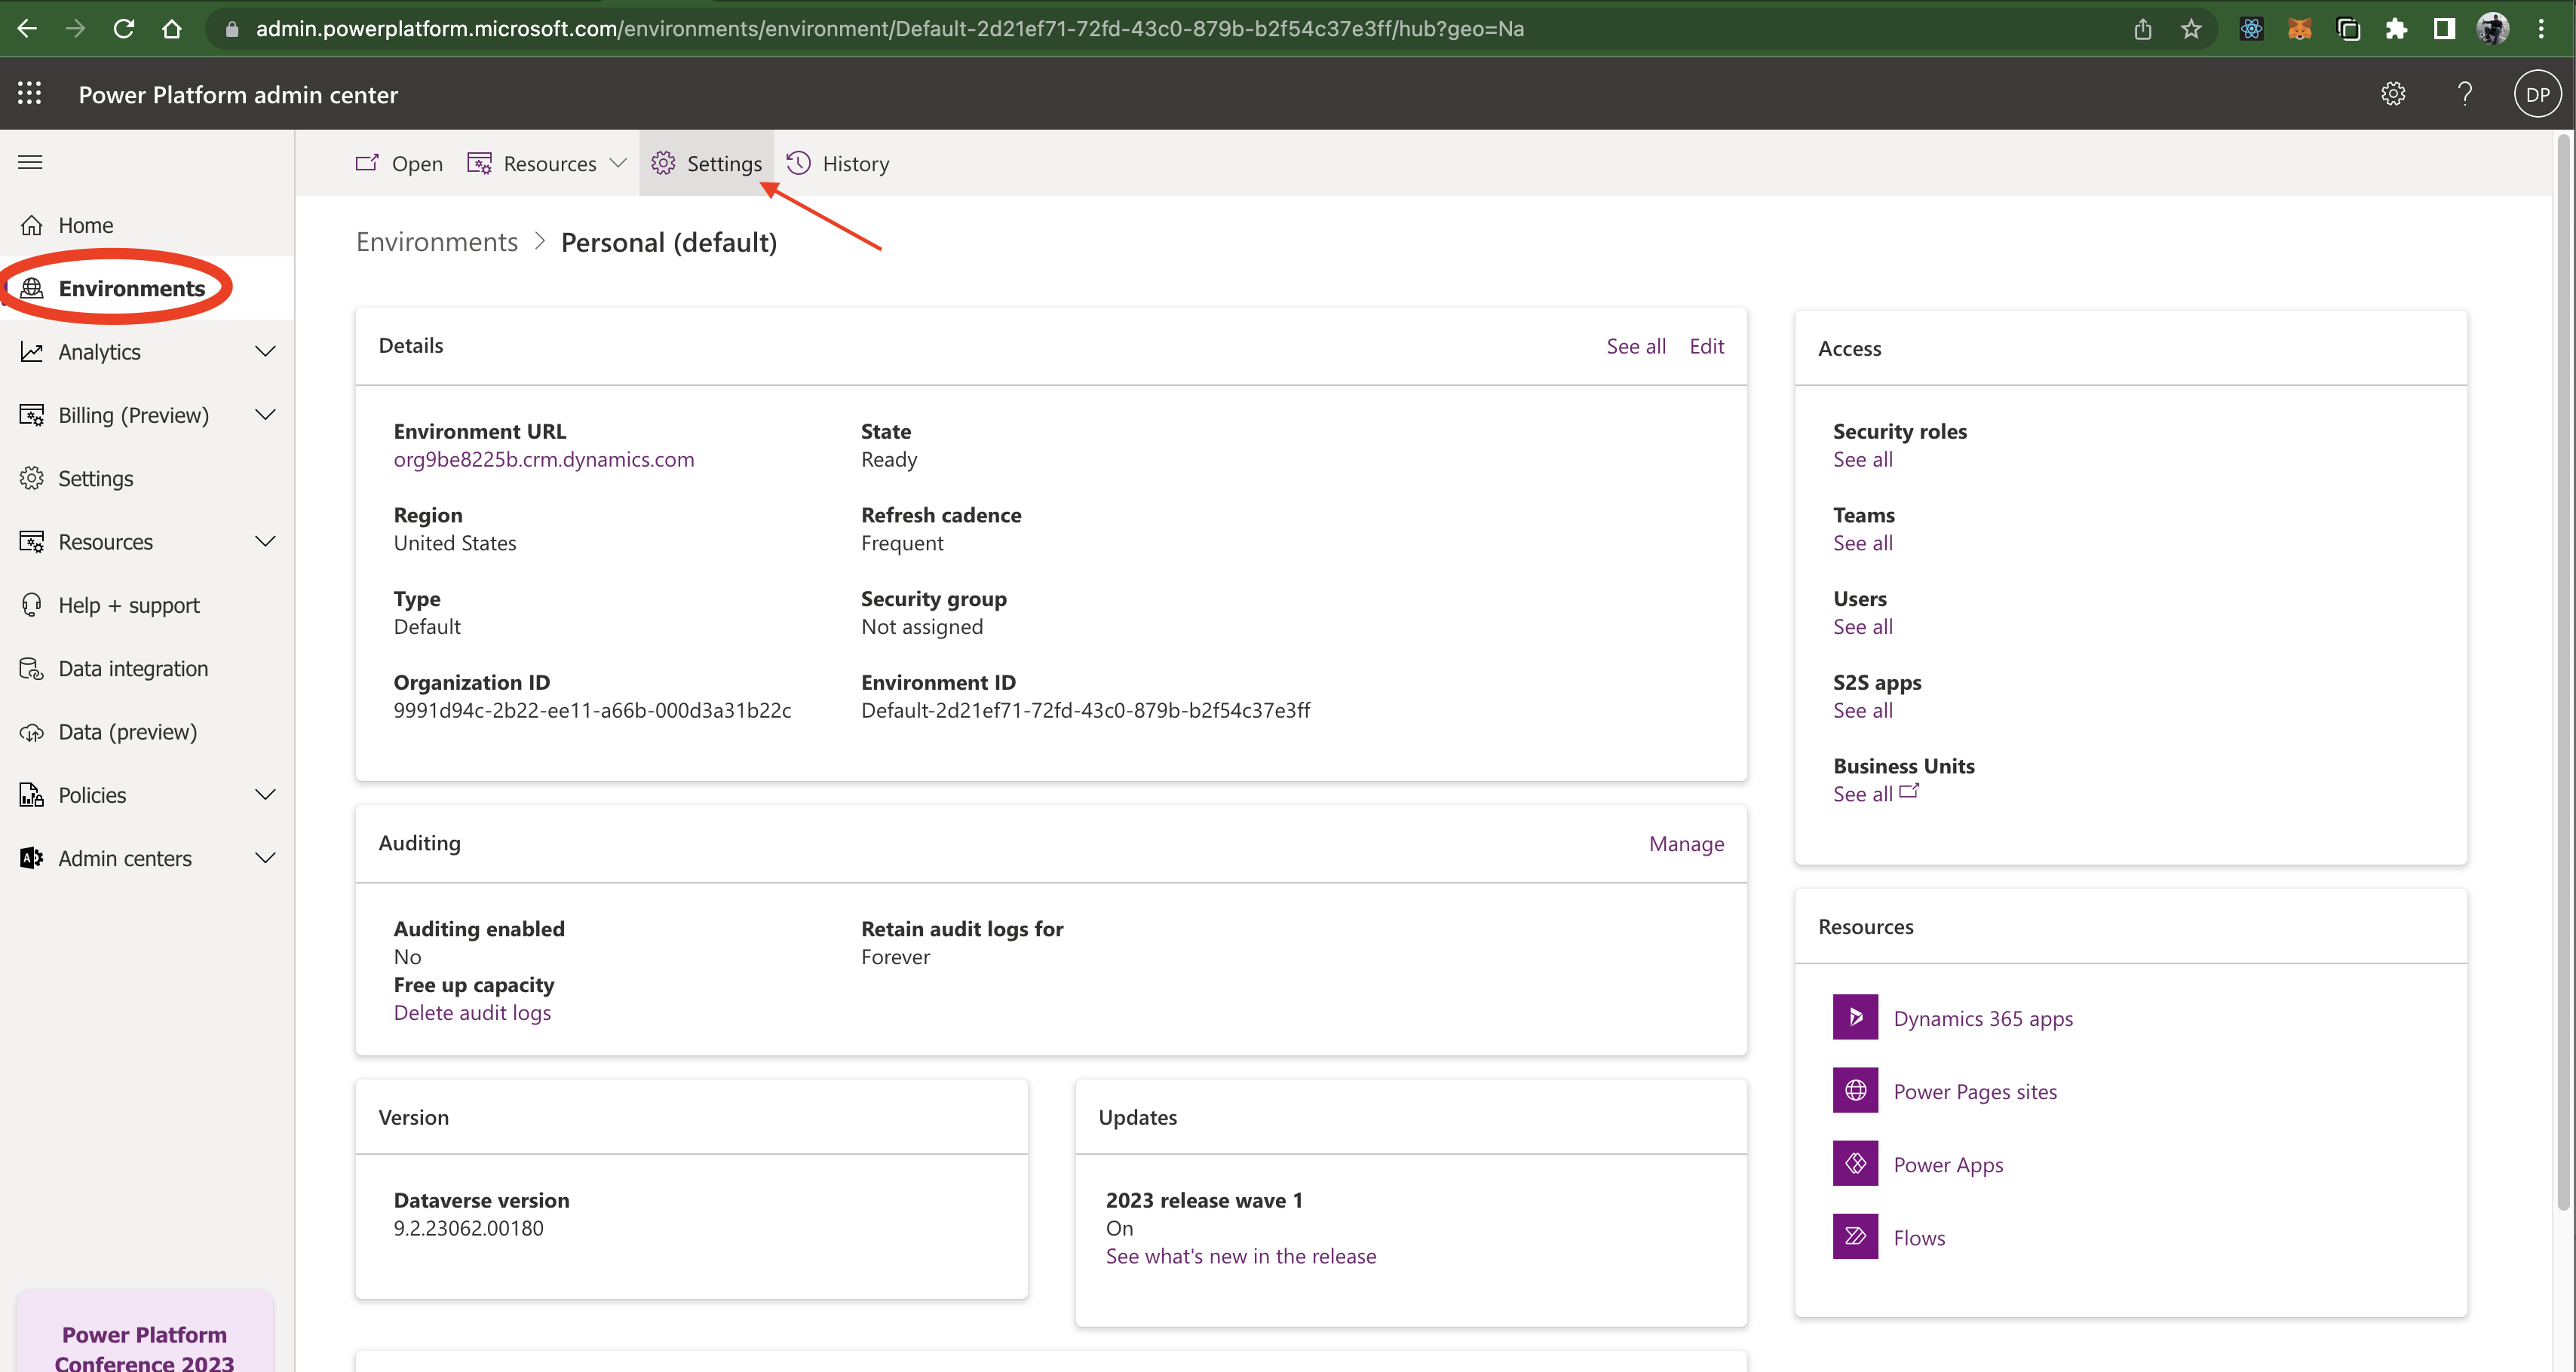 admin.powerplatform.microsoft.com/environments/environment/Default-2d21ef71-72fd-43c0-879b-b2f54c37e3ff/hub?geo=Na
Power Platform admin center
DP
Open
Resources
Settings
History
Home
Environments
Analytics
Billing (Preview)
Settings
Resources
Help + support
Data integration
Data (preview)
Policies
Admin centers
Power Platform
Conference 2023
Environments > Personal (default)
Details
See all
Edit
Environment URL
org9be8225b.crm.dynamics.com
State
Ready
Region
United States
Refresh cadence
Frequent
Type
Default
Security group
Not assigned
Organization ID
9991d94c-2b22-ee11-a66b-000d3a31b22c
Environment ID
Default-2d21ef71-72fd-43c0-879b-b2f54c37e3ff
Auditing
Manage
Auditing enabled
No
Retain audit logs for
Forever
Free up capacity
Delete audit logs
Version
Dataverse version
9.2.23062.00180
Updates
2023 release wave 1
On
See what's new in the release
Access
Security roles
See all
Teams
See all
Users
See all
S2S apps
See all
Business Units
See all
Resources
Dynamics 365 apps
Power Pages sites
Power Apps
Flows